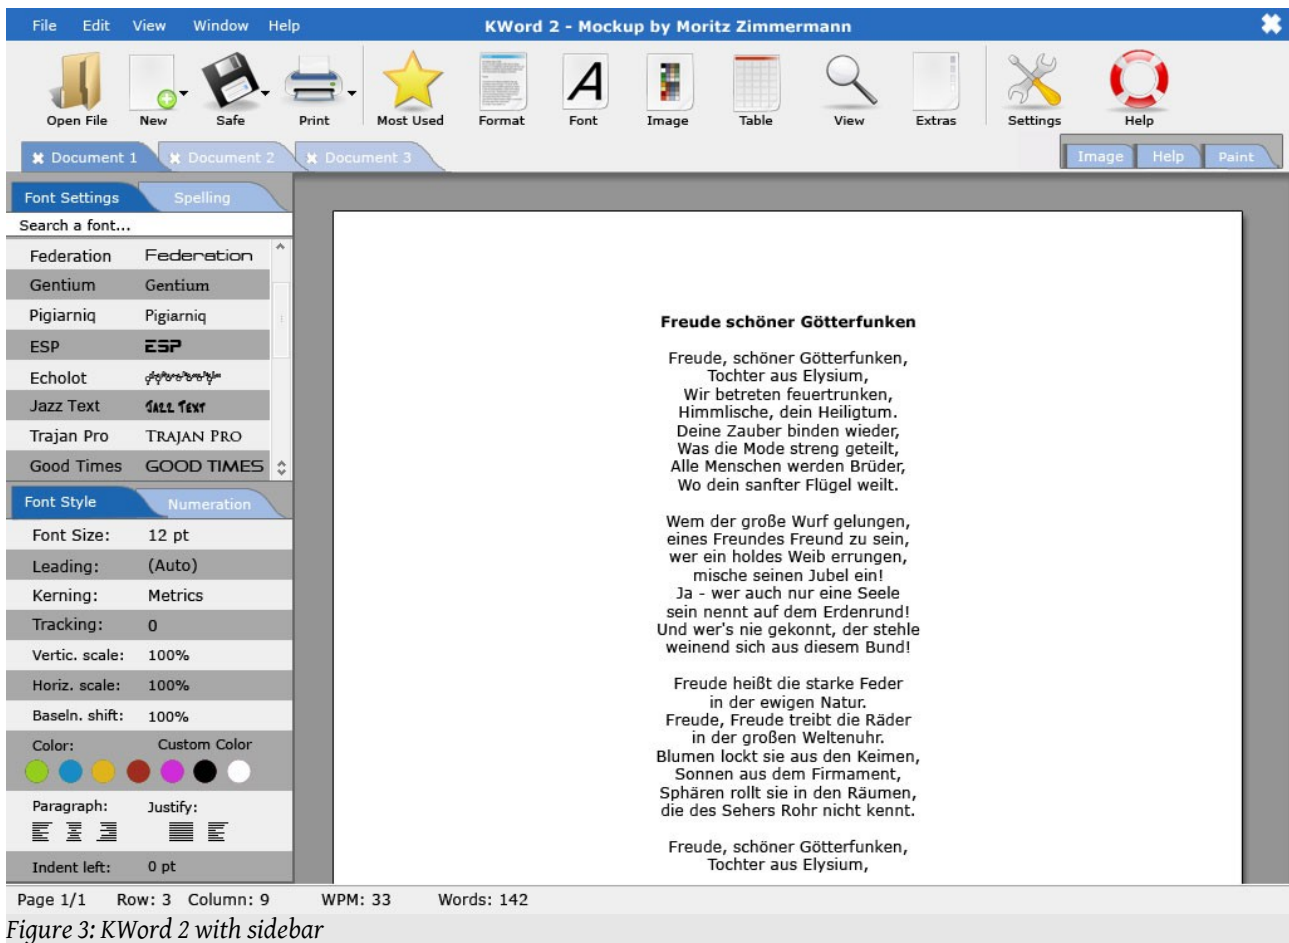 File Edit View Window Help KWord 2 - Mockup by Moritz Zimmermann
Open File New Safe Print Most Used Format Font Image Table View Extras Settings Help
Document 1 Document 2 Document 3 Image Help Paint
Font Settings Spelling
Search a font...
Federation Federation
Gentium Gentium
Pigiarniq Pigiarniq
ESP ESP
Echolot
Jazz Text Jazz Text
Trajan Pro Trajan Pro
Good Times GOOD TIMES
Font Style Numeration
Font Size: 12 pt
Leading: (Auto)
Kerning: Metrics
Tracking: 0
Vertic. scale: 100%
Horiz. scale: 100%
Baseln. shift: 100%
Color: Custom Color
Paragraph: Justify:
Indent left: 0 pt
Freude schöner Götterfunken
Freude, schöner Götterfunken,
Tochter aus Elysium,
Wir betreten feuertrunken,
Himmlische, dein Heiligtum.
Deine Zauber binden wieder,
Was die Mode streng geteilt,
Alle Menschen werden Brüder,
Wo dein sanfter Flügel weilt.
Wem der große Wurf gelungen,
eines Freundes Freund zu sein,
wer ein holdes Weib errungen,
mische seinen Jubel ein!
Ja - wer auch nur eine Seele
sein nennt auf dem Erdenrund!
Und wer's nie gekonnt, der stehle
weinend sich aus diesem Bund!
Freude heißt die starke Feder
in der ewigen Natur.
Freude, Freude treibt die Räder
in der großen Weltenuhr.
Blumen lockt sie aus den Keimen,
Sonnen aus dem Firmament,
Sphären rollt sie in den Räumen,
die des Sehers Rohr nicht kennt.
Freude, schöner Götterfunken,
Tochter aus Elysium,
Page 1/1 Row: 3 Column: 9 WPM: 33 Words: 142
Figure 3: KWord 2 with sidebar